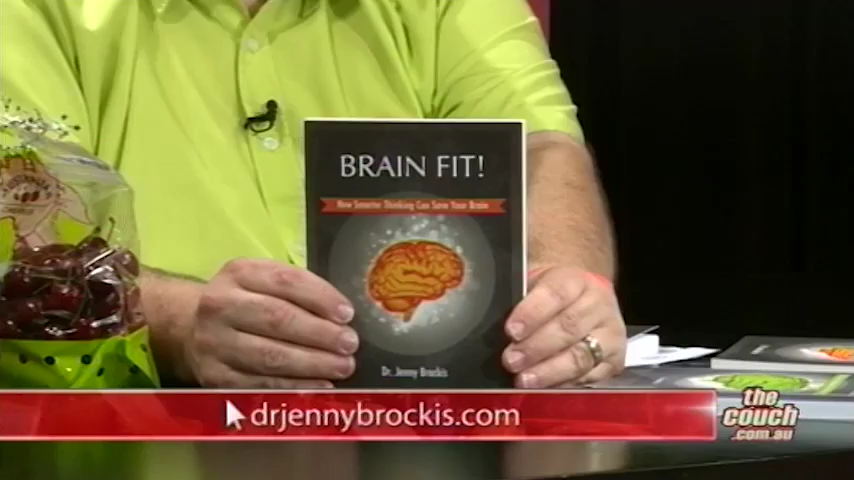 BRAIN FIT!
How Smarter Thinking Can Save Your Brain
Dr. Jenny Brockis
drjennybrockis.com
the
couch
.com.au